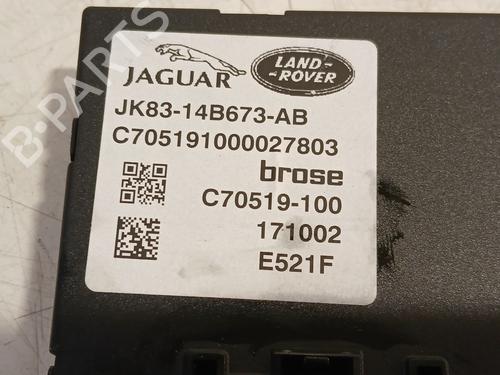 B-PARTS
JAGUAR
LAND-
ROVER
JK83-14B673-AB
C705191000027803
brose
C70519-100
171002
E521F